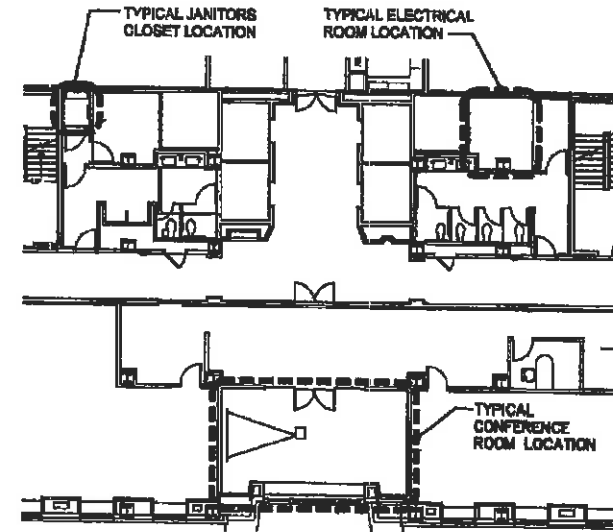 TYPICAL JANITORS
CLOSET LOCATION
TYPICAL ELECTRICAL
ROOM LOCATION
TYPICAL
CONFERENCE
ROOM LOCATION